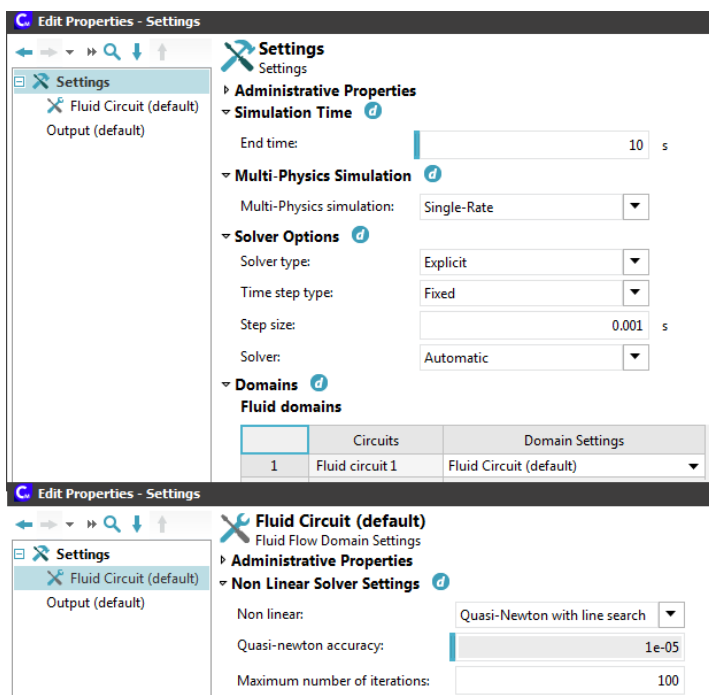 Edit Properties - Settings
Settings
Settings
Settings
Administrative Properties
Fluid Circuit (default)
Simulation Time
Output (default)
End time: 10 s
Multi-Physics Simulation
Multi-Physics simulation: Single-Rate
Solver Options
Solver type: Explicit
Time step type: Fixed
Step size: 0.001 s
Solver: Automatic
Domains
Fluid domains
Circuits Domain Settings
1 Fluid circuit 1 Fluid Circuit (default)
Edit Properties - Settings
Fluid Circuit (default)
Fluid Flow Domain Settings
Settings
Administrative Properties
Fluid Circuit (default)
Non Linear Solver Settings
Output (default)
Non linear: Quasi-Newton with line search
Quasi-newton accuracy: 1e-05
Maximum number of iterations: 100